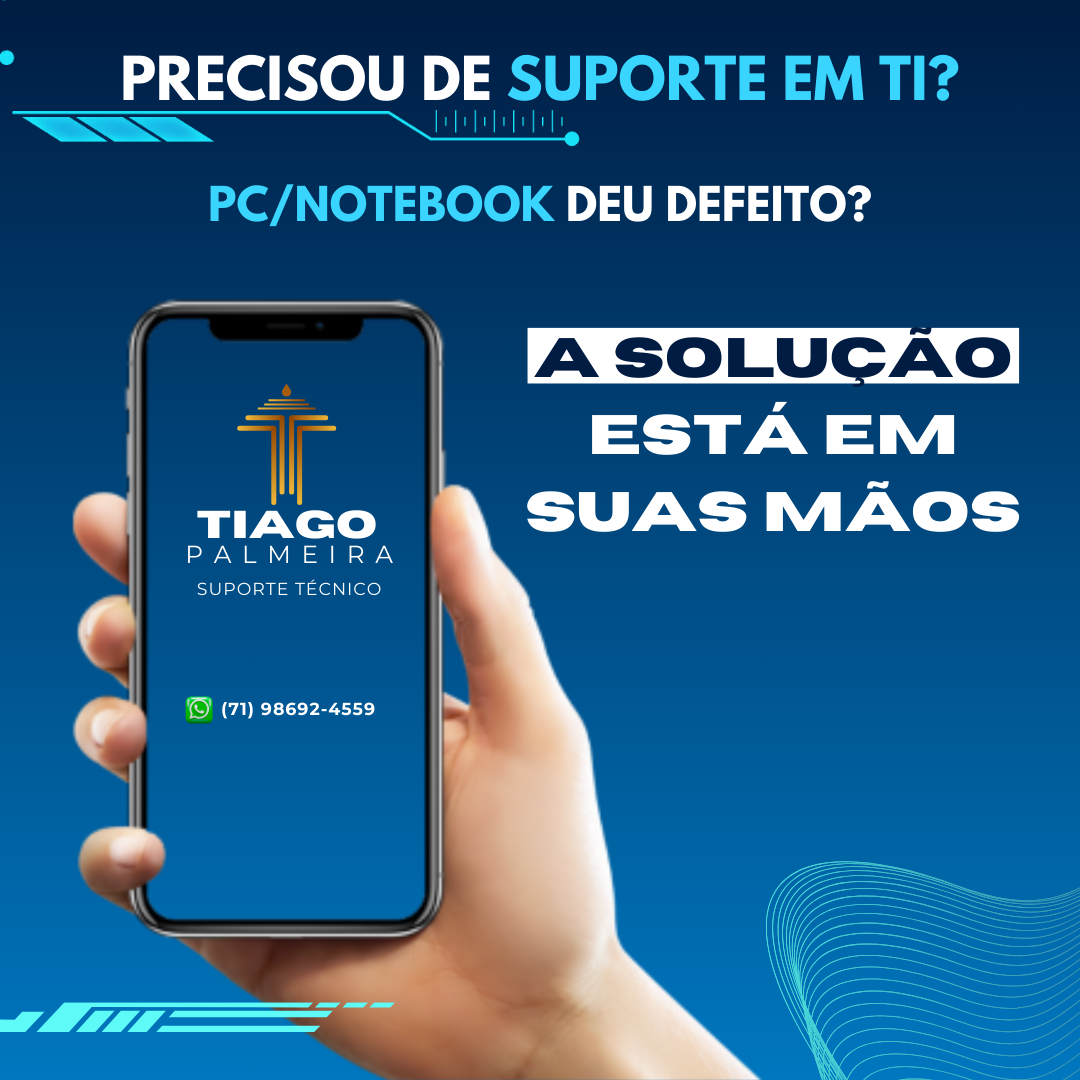 PRECISOU DE SUPORTE EM TI?
PC/NOTEBOOK DEU DEFEITO?
A SOLUÇÃO
ESTÁ EM
SUAS MÃOS
TIAGO
PALMEIRA
SUPORTE TÉCNICO
(71) 98692-4559